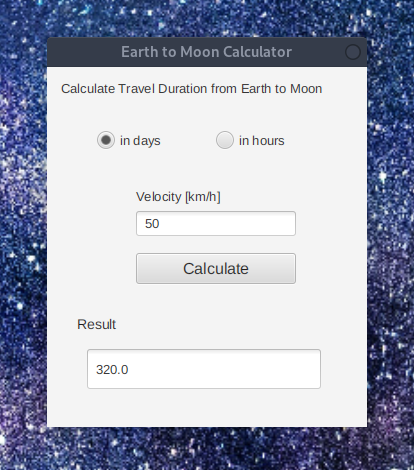 Earth to Moon Calculator
Calculate Travel Duration from Earth to Moon
in days in hours
Velocity [km/h]
50
Calculate
Result
320.0